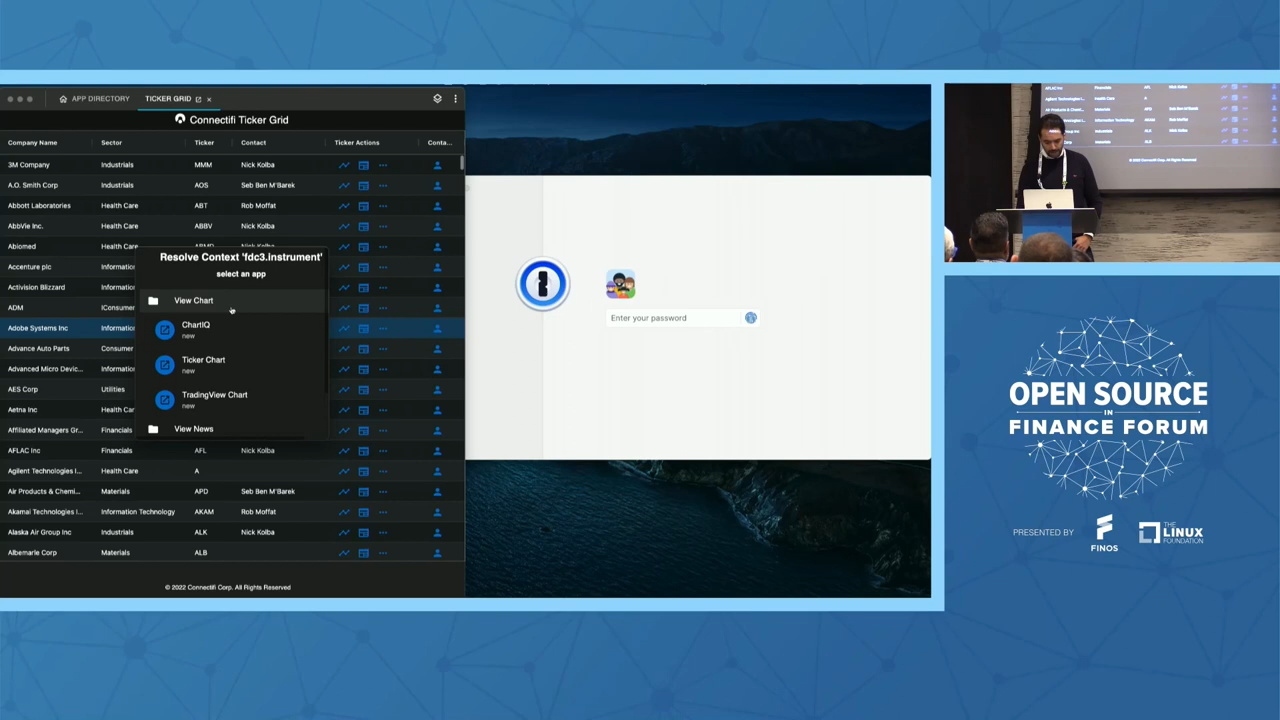 APP DIRECTORY
TICKER GRID
Connectifi Ticker Grid
Company Name Sector Ticker Contact Ticker Actions Conta...
3M Company Industrials MMM Nick Kolba
A.O. Smith Corp Industrials AOS Seb Ben M'Barek
Abbott Laboratories Health Care ABT Rob Moffat
AbbVie Inc. Health Care ABBV Nick Kolba
Abiomed Health Care ABMD Nick Kolba
Accenture plc
Activision Blizzard
ADM
Adobe Systems Inc
Advance Auto Parts Consumer
Advanced Micro Devic...
AES Corp Utilities
Aetna Inc
Affiliated Managers Gr... Financials
AFLAC Inc Financials AFL Nick Kolba
Agilent Technologies I... Health Care A
Air Products & Chemi... Materials APD Seb Ben M'Barek
Akamai Technologies I... Information Technology AKAM Rob Moffat
Alaska Air Group Inc Industrials ALK Nick Kolba
Albemarle Corp Materials ALB
© 2022 Connectifi Corp. All Rights Reserved
Resolve Context 'fdc3.instrument'
select an app
View Chart
ChartIQ
new
Ticker Chart
new
TradingView Chart
new
View News
Enter your password
OPEN SOURCE
IN
FINANCE FORUM
PRESENTED BY
FINOS
THE
LINUX
FOUNDATION